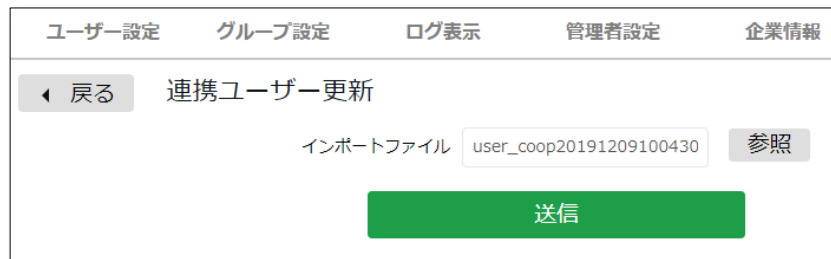 ユーザー設定 グループ設定 ログ表示 管理者設定 企業情報
戻る 連携ユーザー更新
インポートファイル user_coop20191209100430 参照
送信